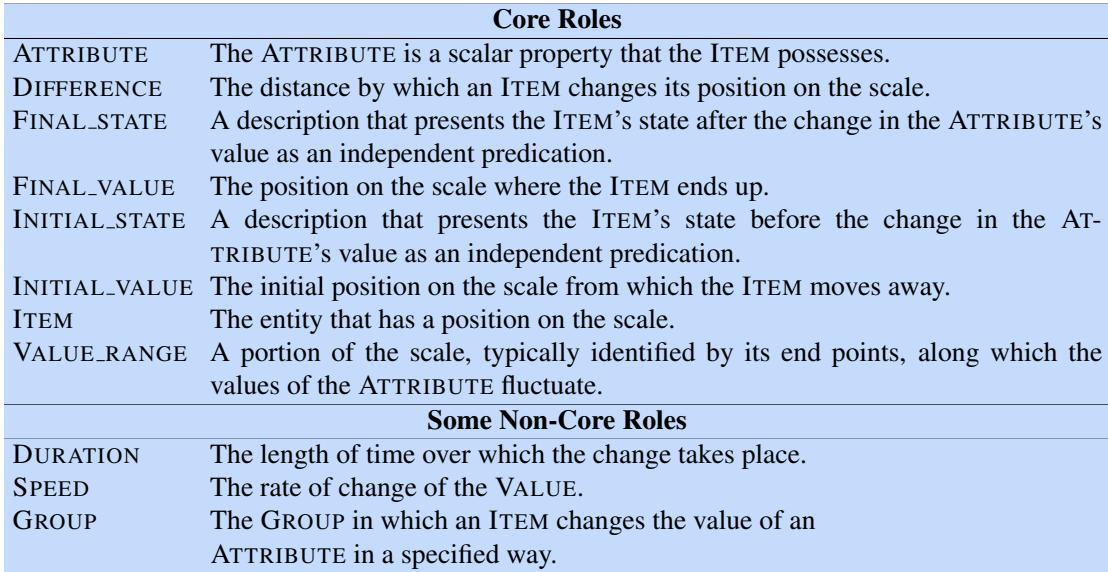 Core Roles
ATTRIBUTE The ATTRIBUTE is a scalar property that the ITEM possesses.
DIFFERENCE The distance by which an ITEM changes its position on the scale.
FINAL_STATE A description that presents the ITEM's state after the change in the ATTRIBUTE's
value as an independent predication.
FINAL_VALUE The position on the scale where the ITEM ends up.
INITIAL_STATE A description that presents the ITEM's state before the change in the AT-
TRIBUTE's value as an independent predication.
INITIAL_VALUE The initial position on the scale from which the ITEM moves away.
ITEM The entity that has a position on the scale.
VALUE_RANGE A portion of the scale, typically identified by its end points, along which the
values of the ATTRIBUTE fluctuate.
Some Non-Core Roles
DURATION The length of time over which the change takes place.
SPEED The rate of change of the VALUE.
GROUP The GROUP in which an ITEM changes the value of an
ATTRIBUTE in a specified way.